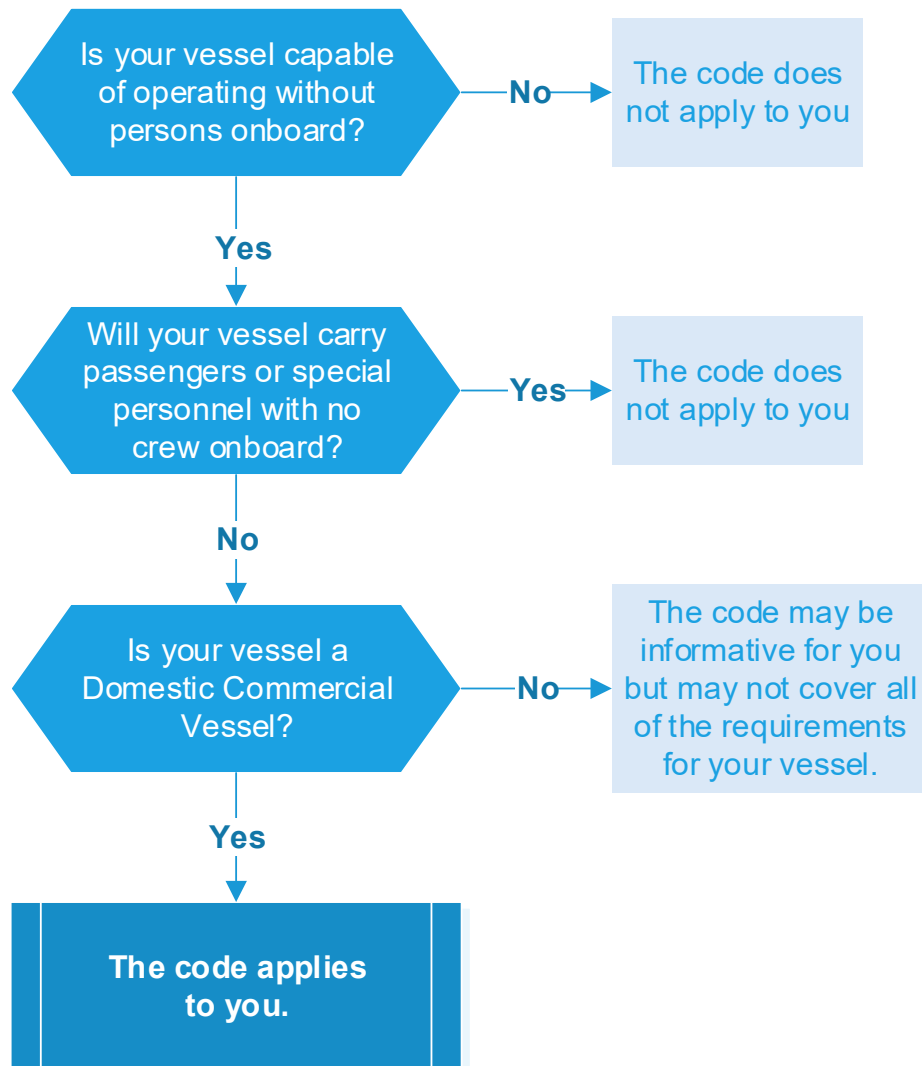 Is your vessel capable
of operating without
persons onboard?
No
The code does
not apply to you
Yes
Will your vessel carry
passengers or special
personnel with no
crew onboard?
Yes
The code does
not apply to you
No
Is your vessel a
Domestic Commercial
Vessel?
No
The code may be
informative for you
but may not cover all
of the requirements
for your vessel.
Yes
The code applies
to you.